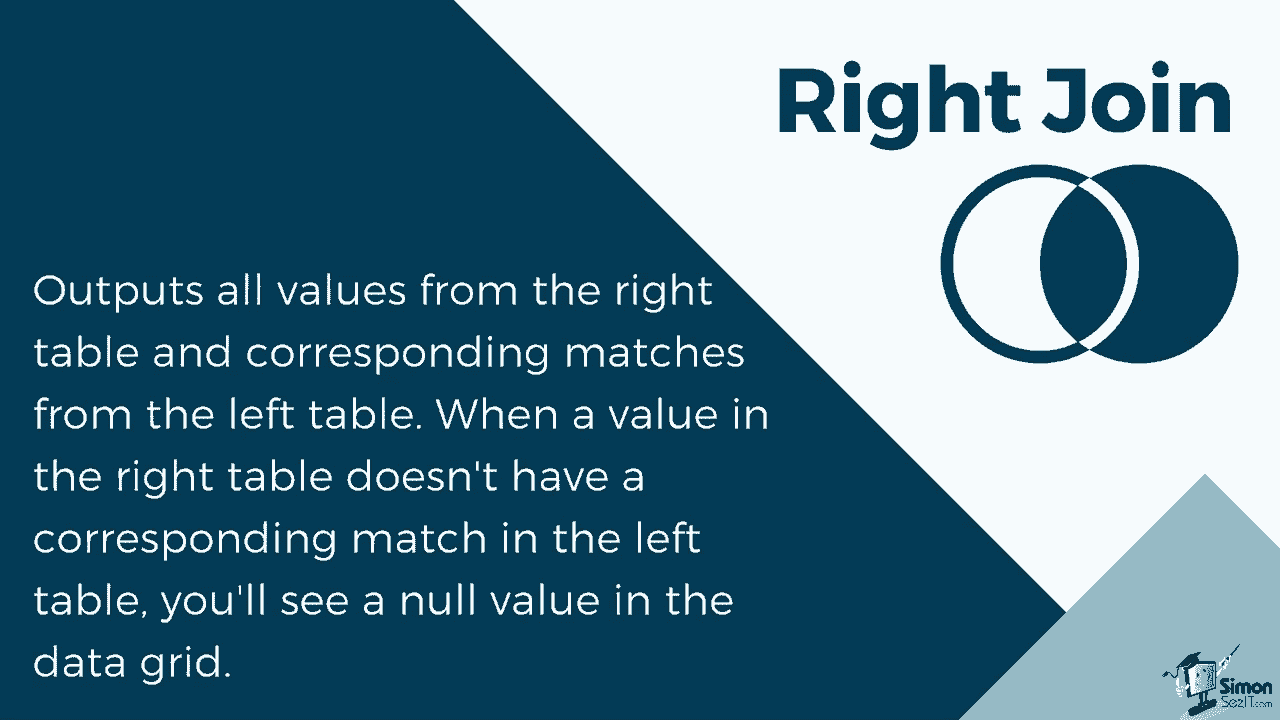 Right Join
Outputs all values from the right
table and corresponding matches
from the left table. When a value in
the right table doesn't have a
corresponding match in the left
table, you'll see a null value in the
data grid.
Simon
SezIT.com